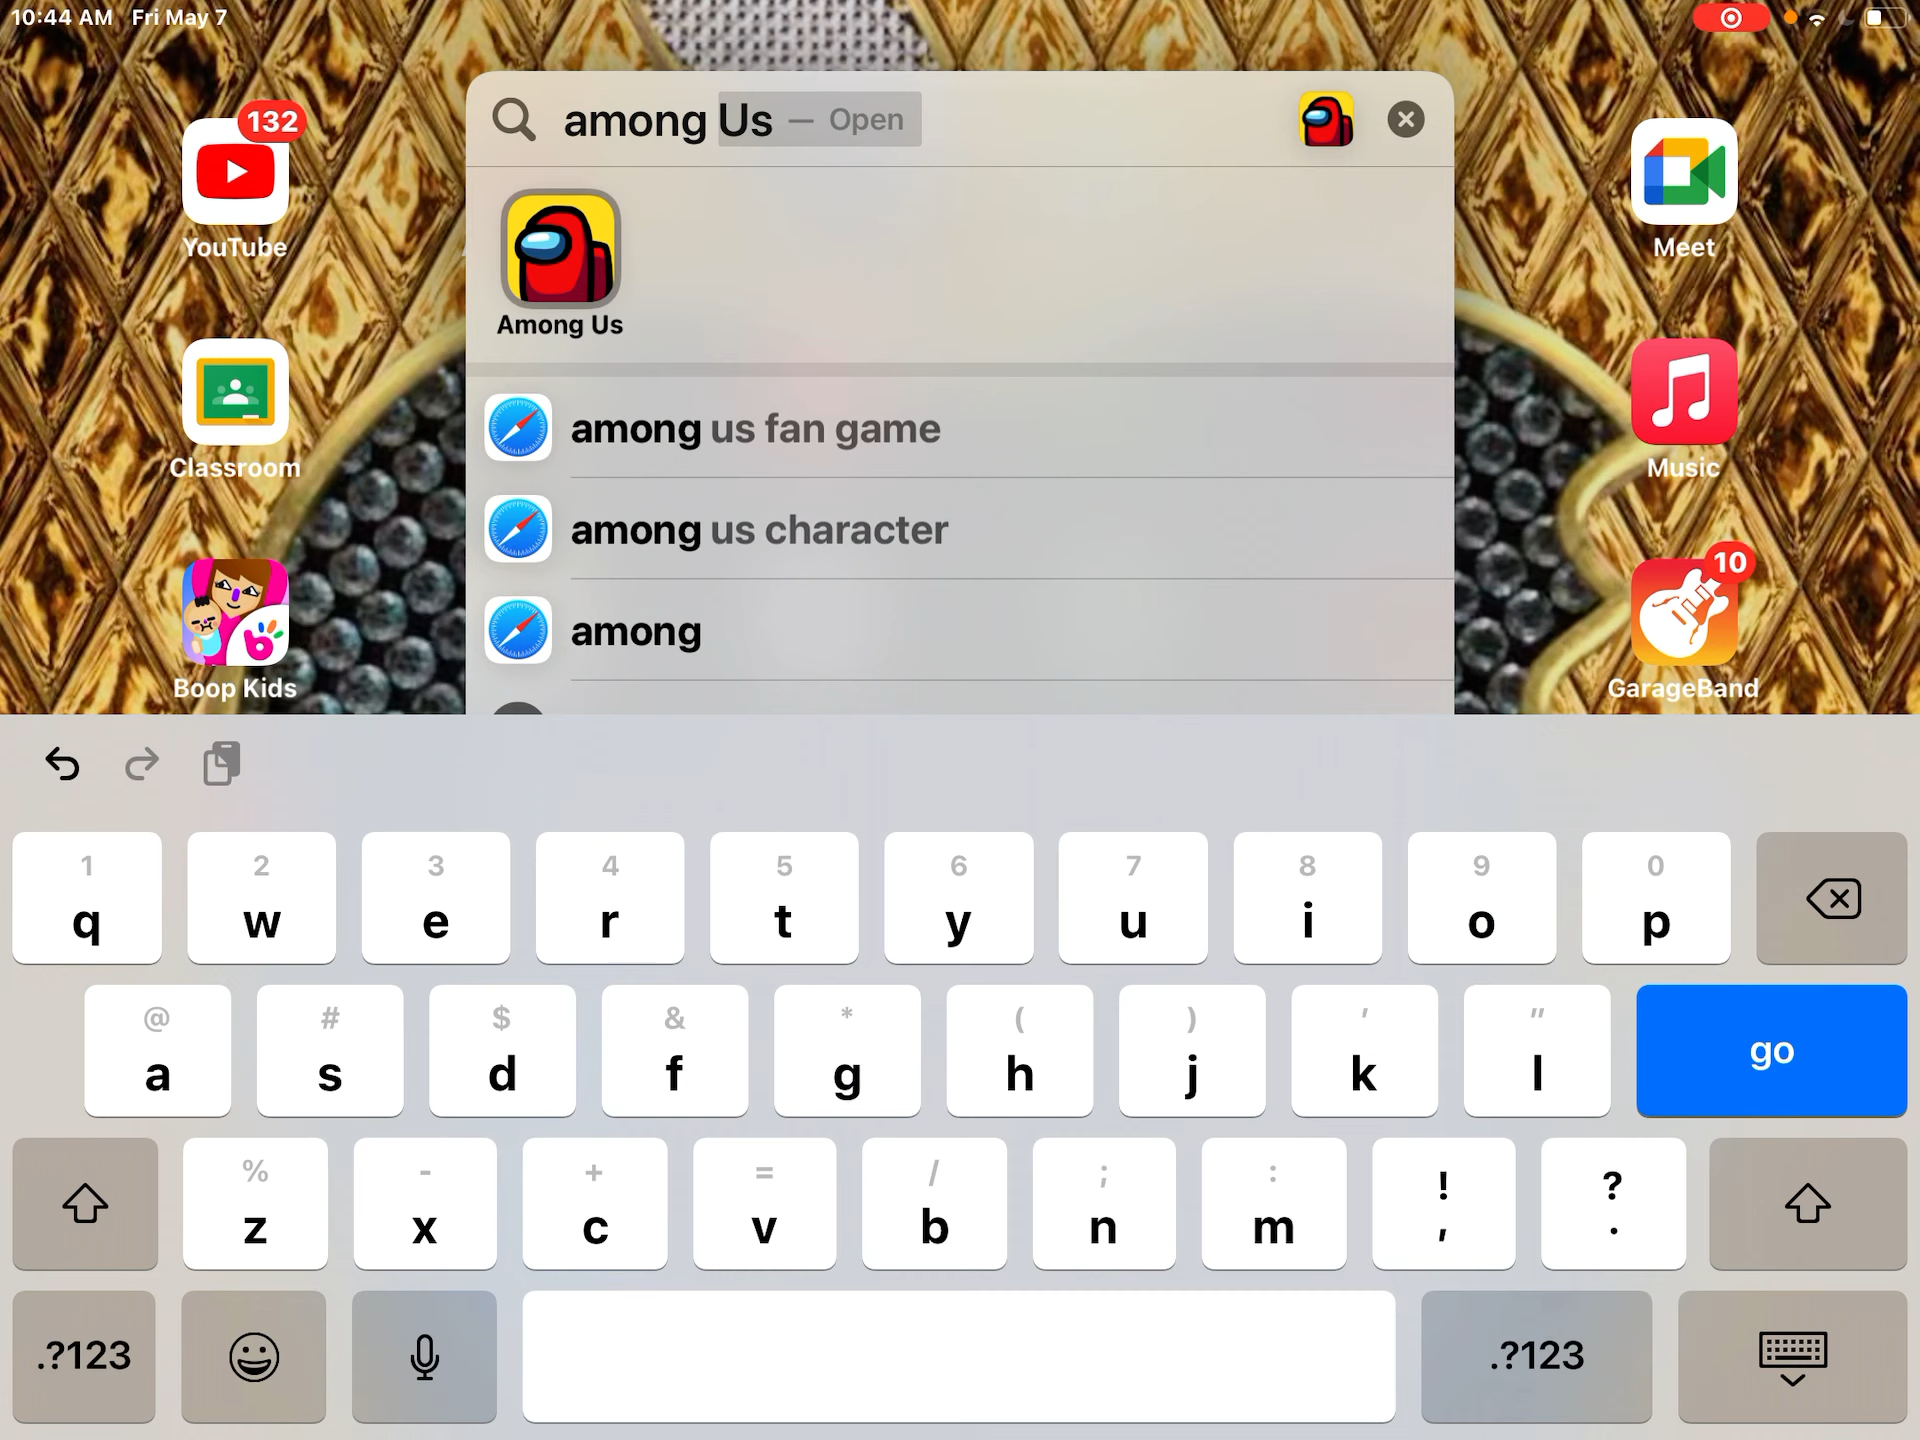 10:44 AM Fri May 7
among Us — Open
132
YouTube
Meet
Among Us
Classroom
Music
among us fan game
among us character
among
10
Boop Kids
GarageBand
1 2 3 4 5 6 7 8 9 0
q w e r t y u i o p
@ # $ & * ( ) ' "
a s d f g h j k l go
% - + = / ; : ! ?
z x c v b n m , .
.?123 .?123